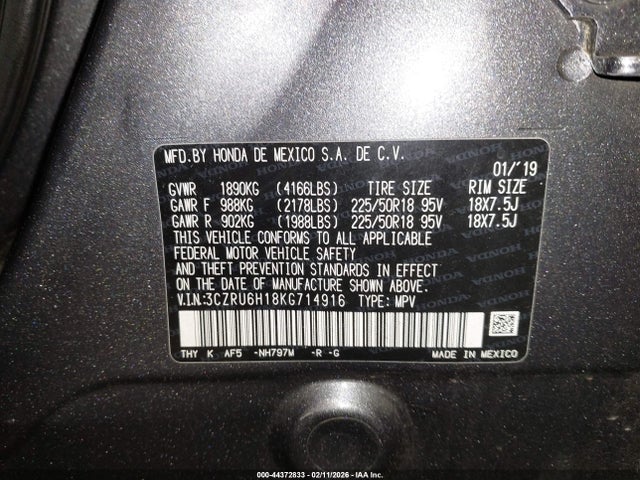 MFD.BY HONDA DE MEXICO S.A. DE C.V.
01/'19
GVWR 1890KG (4166LBS) TIRE SIZE RIM SIZE
GAWR F 988KG (2178LBS) 225/50R18 95V 18X7.5J
GAWR R 902KG (1988LBS) 225/50R18 95V 18X7.5J
THIS VEHICLE CONFORMS TO ALL APPLICABLE
FEDERAL MOTOR VEHICLE SAFETY
AND THEFT PREVENTION STANDARDS IN EFFECT
ON THE DATE OF MANUFACTURE SHOWN ABOVE.
V.I.N:3CZRU6H18KG714916 TYPE: MPV
THY K AF5 -NH797M -R -G MADE IN MEXICO
000-44372833 - 02/11/2026 - IAA Inc.